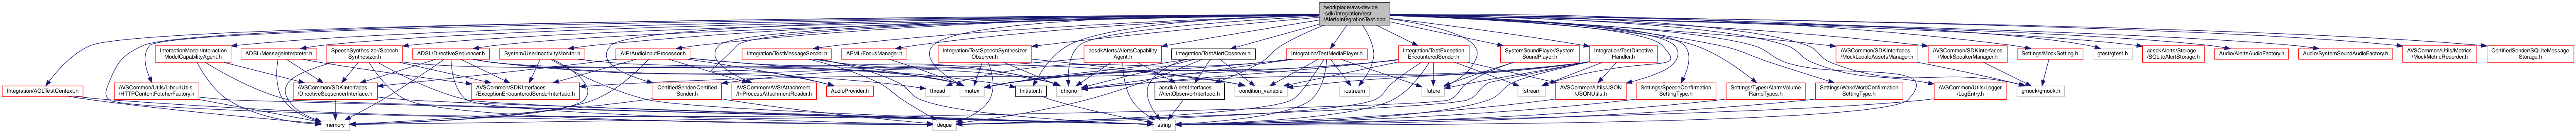 /workplace/avs-device
-sdk/Integration/test
/AlertsIntegrationTest.cpp
InteractionModel/Interaction
ModelCapabilityAgent.h
ADSL/MessageInterpreter.h
SpeechSynthesizer/Speech
Synthesizer.h
ADSL/DirectiveSequencer.h
System/UserInactivityMonitor.h
AIP/AudioInputProcessor.h
Integration/TestMessageSender.h
AFML/FocusManager.h
Integration/TestSpeechSynthesizer
Observer.h
acsdkAlerts/AlertsCapability
Agent.h
Integration/TestAlertObserver.h
Integration/TestMediaPlayer.h
Integration/TestException
EncounteredSender.h
SystemSoundPlayer/System
SoundPlayer.h
Integration/TestDirective
Handler.h
AVSCommon/SDKInterfaces
/MockLocaleAssetsManager.h
AVSCommon/SDKInterfaces
/MockSpeakerManager.h
Settings/MockSetting.h
gtest/gtest.h
acsdkAlerts/Storage
/SQLiteAlertStorage.h
Audio/AlertsAudioFactory.h
Audio/SystemSoundAudioFactory.h
AVSCommon/Utils/Metrics
/MockMetricRecorder.h
CertifiedSender/SQLiteMessage
Storage.h
Integration/ACLTestContext.h
AVSCommon/Utils/LibcurlUtils
/HTTPContentFetcherFactory.h
AVSCommon/SDKInterfaces
/DirectiveSequencerInterface.h
AVSCommon/SDKInterfaces
/ExceptionEncounteredSenderInterface.h
CertifiedSender/Certified
Sender.h
AVSCommon/AVS/Attachment
/InProcessAttachmentReader.h
AudioProvider.h
thread
mutex
Initiator.h
chrono
acsdkAlertsInterfaces
/AlertObserverInterface.h
condition_variable
iostream
future
fstream
AVSCommon/Utils/JSON
/JSONUtils.h
Settings/SpeechConfirmation
SettingType.h
Settings/Types/AlarmVolume
RampTypes.h
Settings/WakeWordConfirmation
SettingType.h
AVSCommon/Utils/Logger
/LogEntry.h
gmock/gmock.h
memory
deque
string